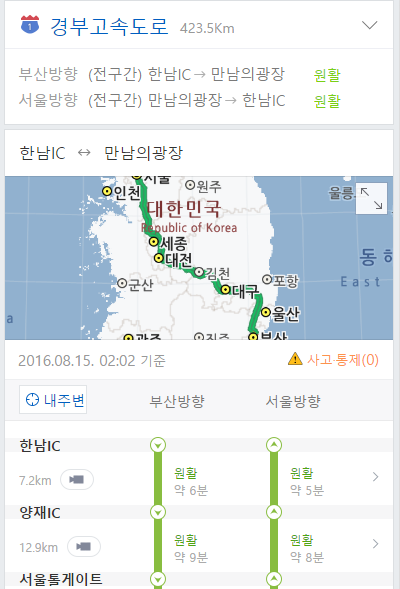 1 경부고속도로 423.5Km
부산방향 (전구간) 한남IC→ 만남의광장 원활
서울방향 (전구간) 만남의광장→ 한남IC 원활
한남IC ↔ 만남의광장
서울
인천
원주
울릉
대한민국
Republic of Korea
세종
대전
김천
동해
포항
East
군산
대구
울산
a
광주
진주
부산
2016.08.15. 02:02 기준 사고·통제(0)
내주변 부산방향 서울방향
한남IC
원활 원활
7.2km 약 6분 약 5분
양재IC
원활 원활
12.9km 약 9분 약 8분
서울톨게이트